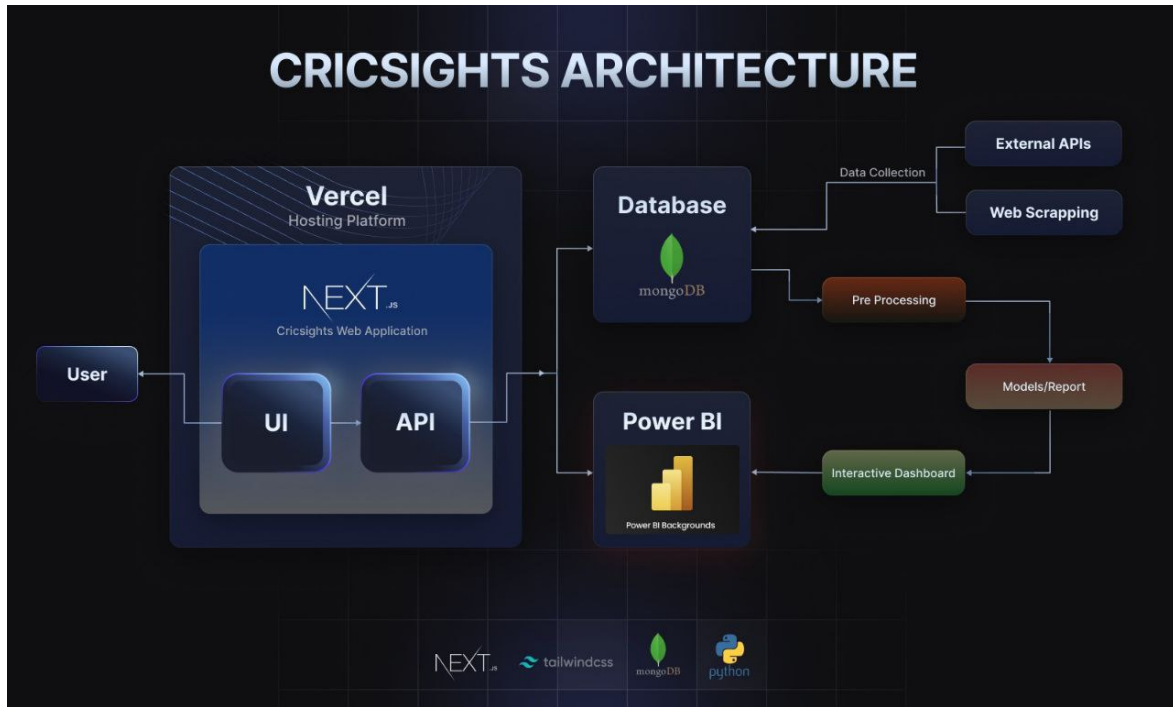 CRICSIGHTS ARCHITECTURE
External APIs
Data Collection
Web Scrapping
Vercel
Hosting Platform
NEXT.JS
Cricsights Web Application
User
UI
API
Database
mongoDB
Pre Processing
Models/Report
Power BI
Power BI Backgrounds
Interactive Dashboard
NEXT.JS
tailwindcss
mongoDB
python